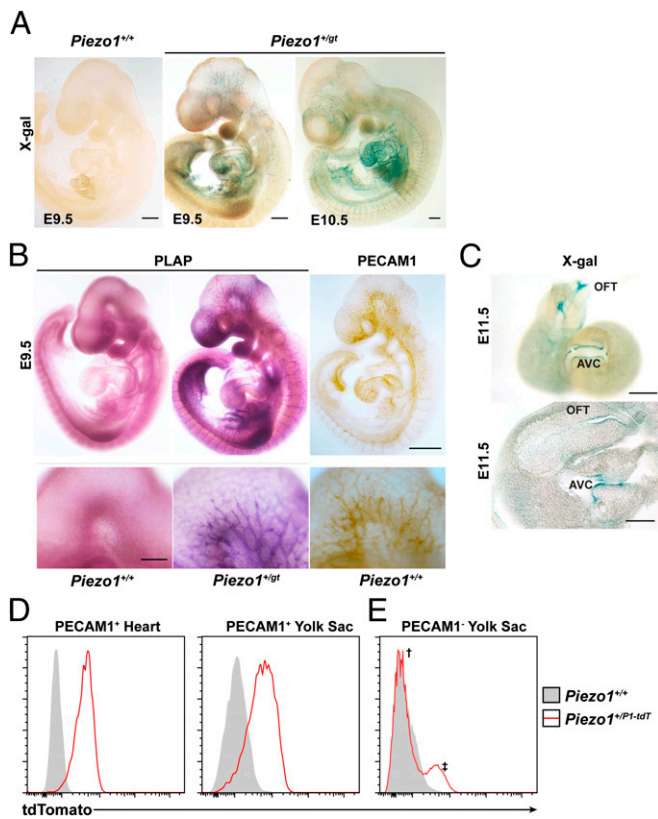 A
Piezo1+/+
Piezo1+/gt
X-gal
E9.5
E9.5
E10.5
B
PLAP
PECAM1
E9.5
Piezo1+/+
Piezo1+/gt
Piezo1+/+
C
X-gal
E11.5
OFT
AVC
E11.5
OFT
AVC
D
PECAM1+ Heart
PECAM1+ Yolk Sac
E
PECAM1- Yolk Sac
†
‡
Piezo1+/+
Piezo1+/P1-tdT
tdTomato